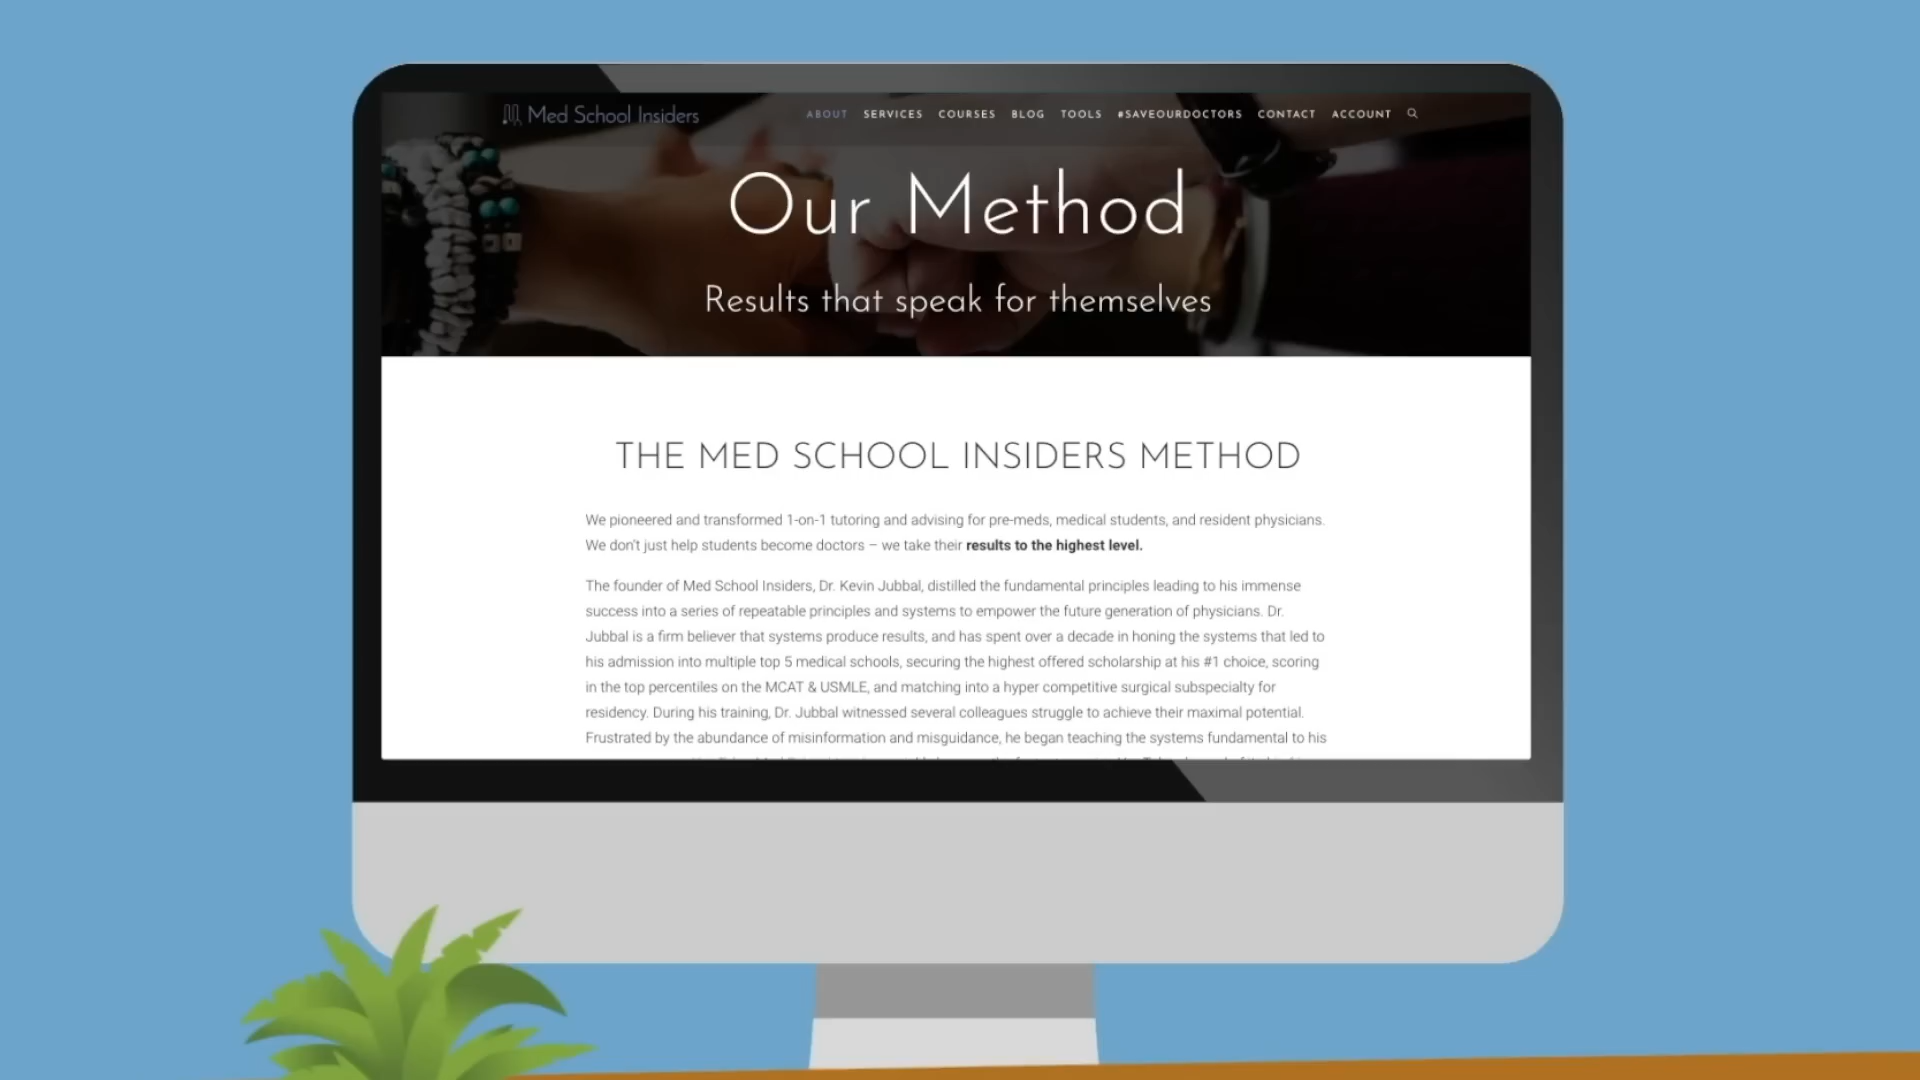 Med School Insiders
ABOUT SERVICES COURSES BLOG TOOLS #SAVEOURDOCTORS CONTACT ACCOUNT
Our Method
Results that speak for themselves
THE MED SCHOOL INSIDERS METHOD
We pioneered and transformed 1-on-1 tutoring and advising for pre-meds, medical students, and resident physicians.
We don't just help students become doctors – we take their results to the highest level.
The founder of Med School Insiders, Dr. Kevin Jubbal, distilled the fundamental principles leading to his immense
success into a series of repeatable principles and systems to empower the future generation of physicians. Dr.
Jubbal is a firm believer that systems produce results, and has spent over a decade in honing the systems that led to
his admission into multiple top 5 medical schools, securing the highest offered scholarship at his #1 choice, scoring
in the top percentiles on the MCAT & USMLE, and matching into a hyper competitive surgical subspecialty for
residency. During his training, Dr. Jubbal witnessed several colleagues struggle to achieve their maximal potential.
Frustrated by the abundance of misinformation and misguidance, he began teaching the systems fundamental to his